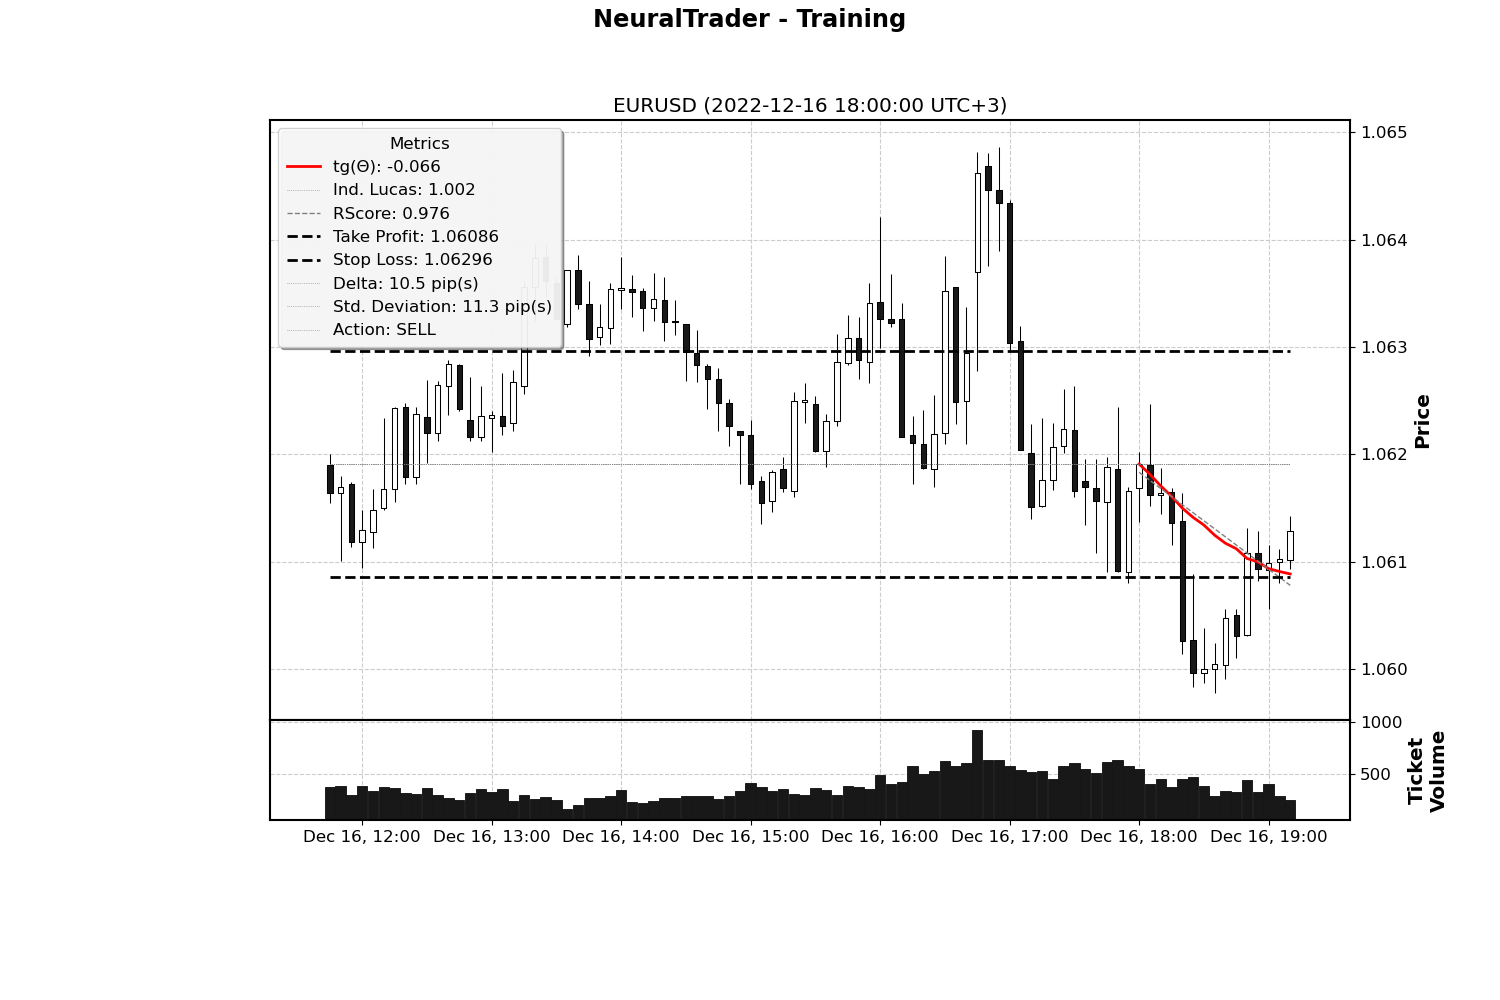 NeuralTrader - Training
EURUSD (2022-12-16 18:00:00 UTC+3)
Metrics
tg(Θ): -0.066
Ind. Lucas: 1.002
RScore: 0.976
Take Profit: 1.06086
Stop Loss: 1.06296
Delta: 10.5 pip(s)
Std. Deviation: 11.3 pip(s)
Action: SELL
1.065
1.064
1.063
1.062
1.061
1.060
Price
1000
500
Ticket
Volume
Dec 16, 12:00 Dec 16, 13:00 Dec 16, 14:00 Dec 16, 15:00 Dec 16, 16:00 Dec 16, 17:00 Dec 16, 18:00 Dec 16, 19:00